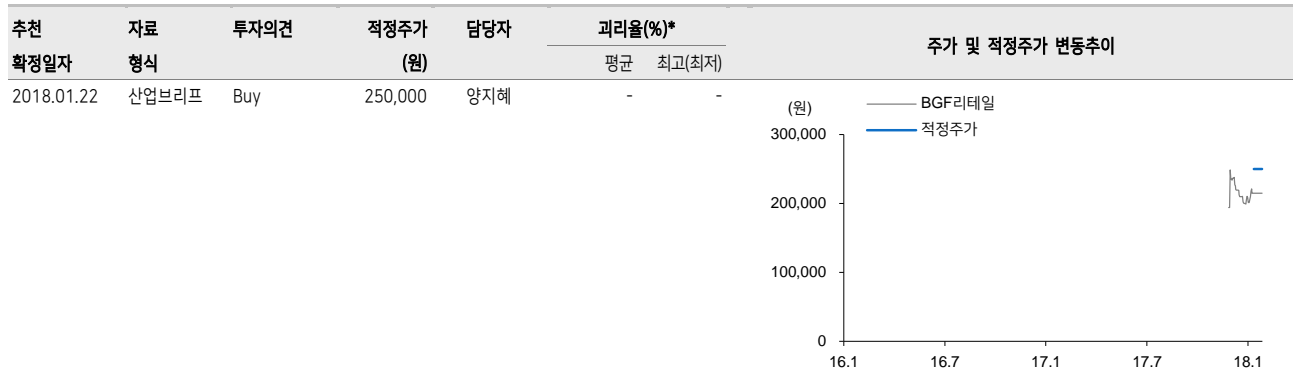 추천 자료 투자의견 적정주가 담당자 괴리율(%)* 주가 및 적정주가 변동추이
확정일자 형식 (원) 평균 최고(최저)
2018.01.22 산업브리프 Buy 250,000 양지혜 - -
(원) BGF리테일
적정주가
300,000
200,000
100,000
0
16.1 16.7 17.1 17.7 18.1